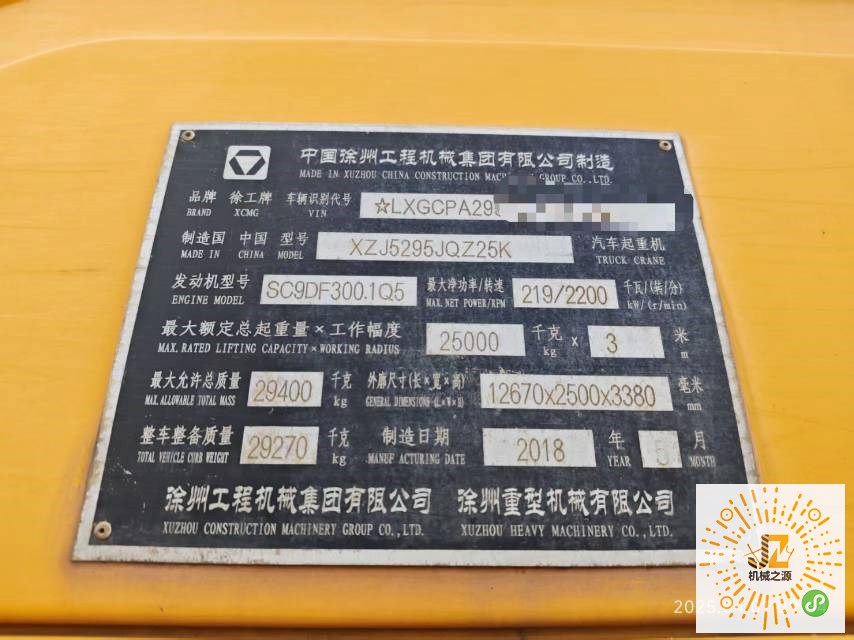 中国徐州工程机械集团有限公司制造
MADE IN XUZHOU CHINA CONSTRUCTION MACHINERY GROUP CO.,LTD.
品牌 徐工牌 车辆识别代号 ☆LXGCPA29
BRAND XCMG VIN
制造国 中国 型号 XZJ5295JQZ25K 汽车起重机
MADE IN CHINA MODEL TRUCK CRANE
发动机型号 SC9DF300.1Q5 最大净功率/转速 219/2200 千瓦/(转/分)
ENGINE MODEL MAX. NET POWER/RPM kW/(r/min)
最大额定总起重量×工作幅度 25000 千克 × 3 米
MAX. RATED LIFTING CAPACITY×WORKING RADIUS kg m
最大允许总质量 29400 千克 外廓尺寸(长×宽×高) 12670x2500x3380 毫米
MAX. ALLOWABLE TOTAL MASS kg GENERAL DIMENSIONS (L×W×H) mm
整车整备质量 29270 千克 制造日期 2018 年 5 月
TOTAL VEHICLE CURB WEIGHT kg MANUFACTURING DATE YEAR MONTH
徐州工程机械集团有限公司 徐州重型机械有限公司
XUZHOU CONSTRUCTION MACHINERY GROUP CO.,LTD. XUZHOU HEAVY MACHINERY CO.,LTD.
JZ
机械之源
2025